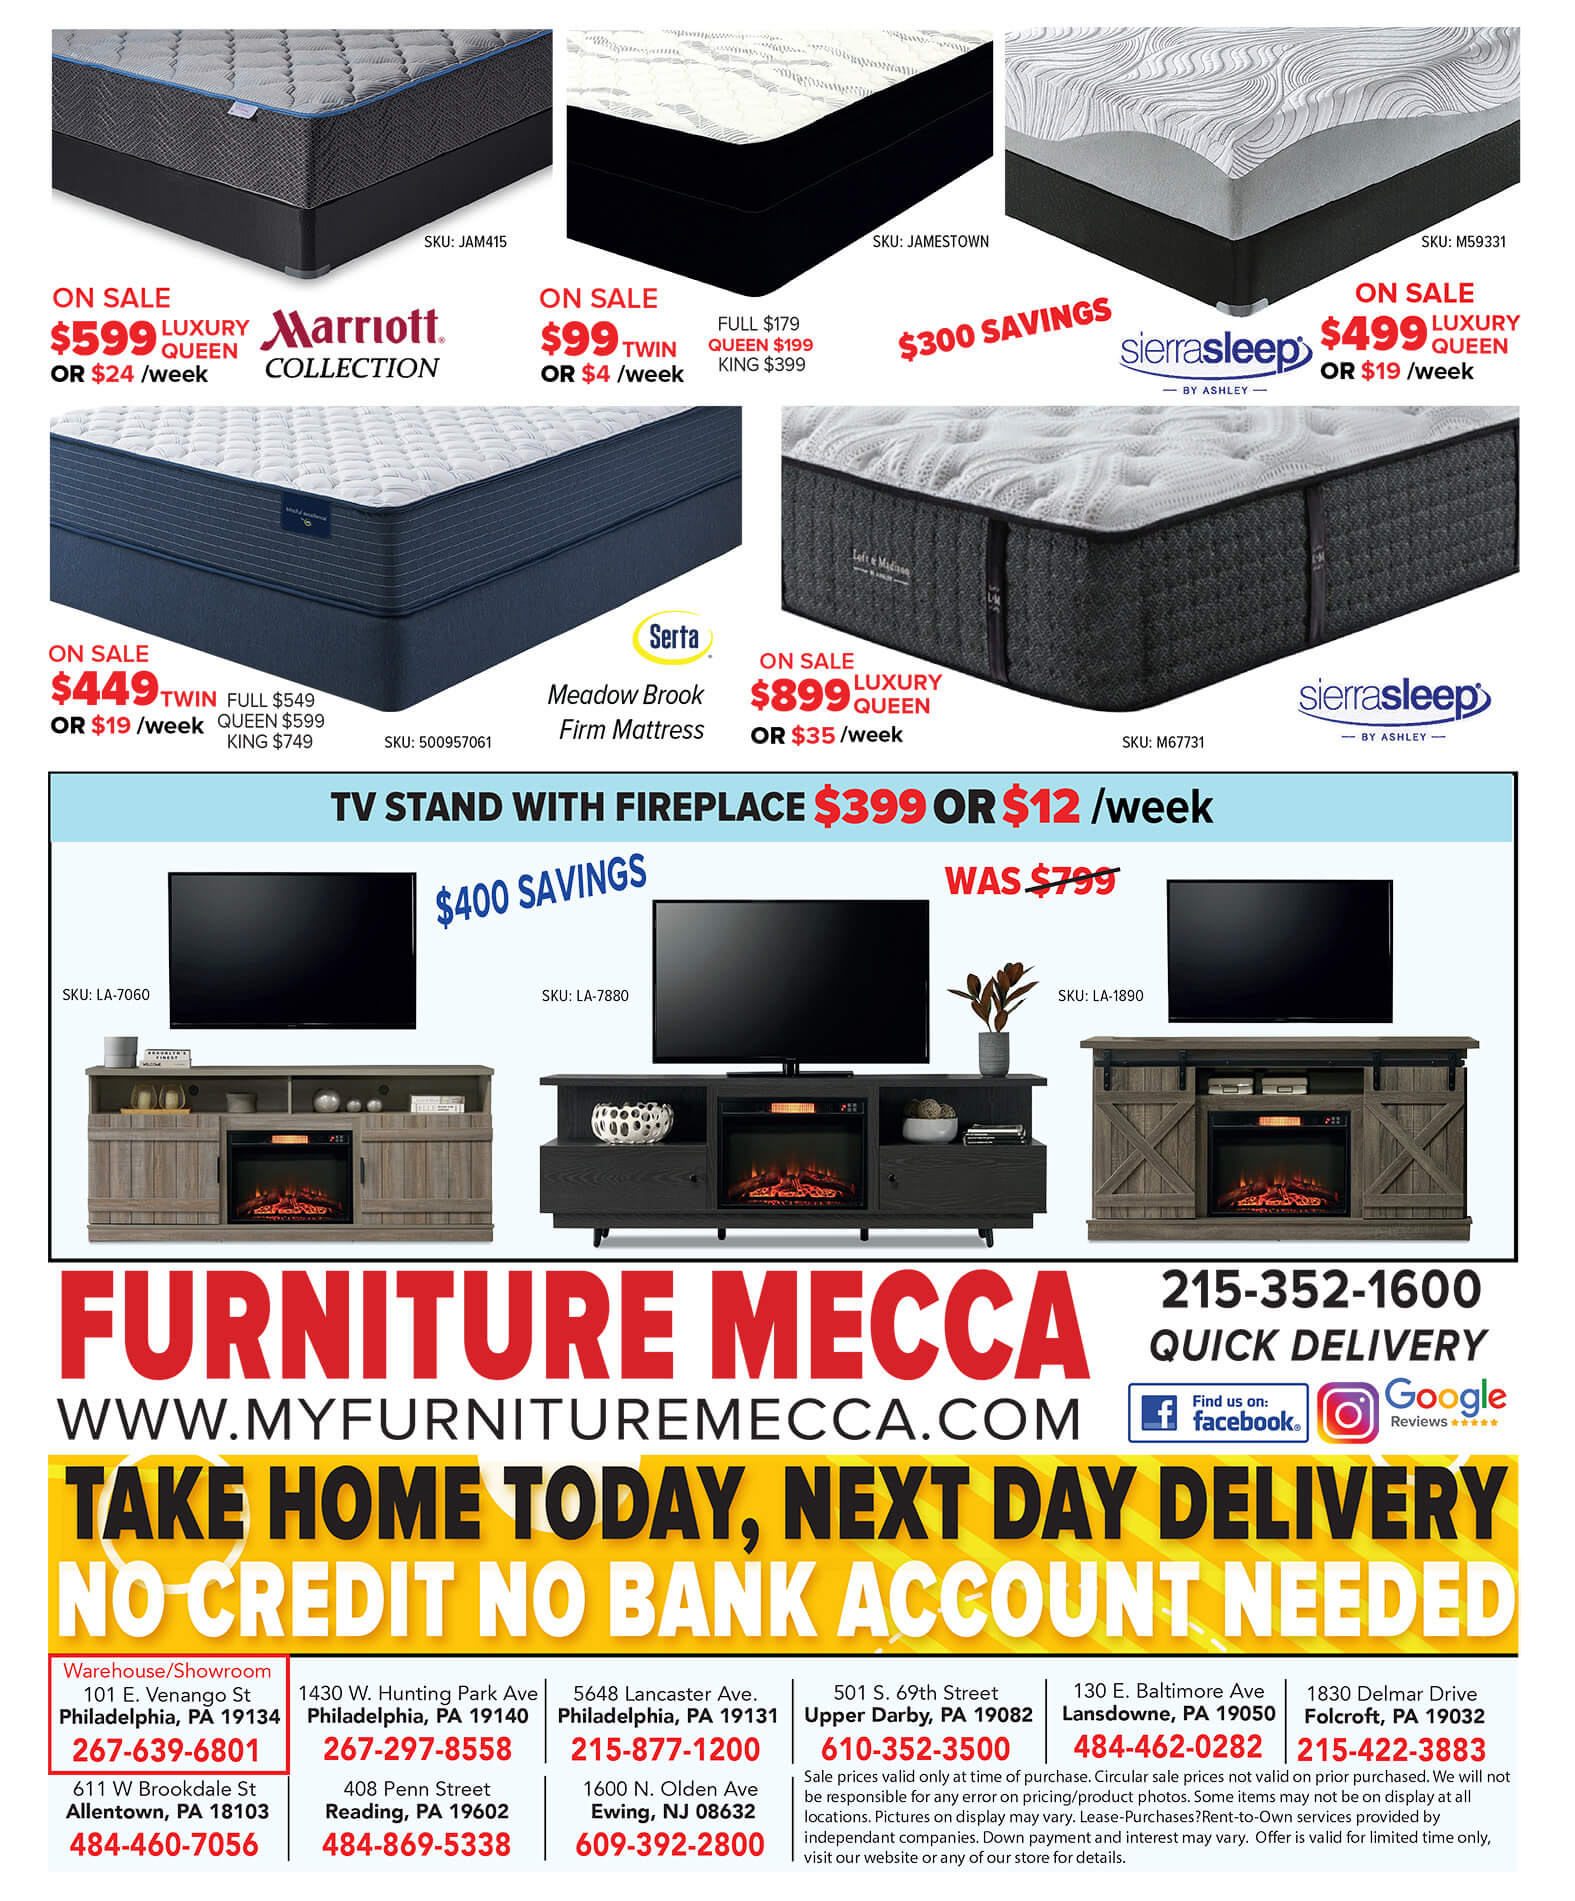 SKU: JAM415
ON SALE
$599 LUXURY QUEEN
OR $24 /week
Marriott.
COLLECTION
SKU: JAMESTOWN
ON SALE
$99 TWIN
OR $4 /week
FULL $179
QUEEN $199
KING $399
SKU: M59331
$300 SAVINGS
sierrasleep
BY ASHLEY
ON SALE
$499 LUXURY QUEEN
OR $19 /week
blissful excellence
Serta
Meadow Brook
Firm Mattress
ON SALE
$449 TWIN
OR $19 /week
FULL $549
QUEEN $599
KING $749
SKU: 500957061
Loft & Madison
BY ASHLEY
L·M
L·M
ON SALE
$899 LUXURY QUEEN
OR $35 /week
SKU: M67731
sierrasleep
BY ASHLEY
TV STAND WITH FIREPLACE $399 OR $12 /week
$400 SAVINGS
WAS $799
SKU: LA-7060
SKU: LA-7880
SKU: LA-1890
BROOKLYN'S
FINEST
WELCOME
FURNITURE MECCA
215-352-1600
QUICK DELIVERY
WWW.MYFURNITUREMECCA.COM
Find us on:
facebook®
Google
Reviews
TAKE HOME TODAY, NEXT DAY DELIVERY
NO CREDIT NO BANK ACCOUNT NEEDED
Warehouse/Showroom
101 E. Venango St
Philadelphia, PA 19134
267-639-6801
1430 W. Hunting Park Ave
Philadelphia, PA 19140
267-297-8558
5648 Lancaster Ave.
Philadelphia, PA 19131
215-877-1200
501 S. 69th Street
Upper Darby, PA 19082
610-352-3500
130 E. Baltimore Ave
Lansdowne, PA 19050
484-462-0282
1830 Delmar Drive
Folcroft, PA 19032
215-422-3883
611 W Brookdale St
Allentown, PA 18103
484-460-7056
408 Penn Street
Reading, PA 19602
484-869-5338
1600 N. Olden Ave
Ewing, NJ 08632
609-392-2800
Sale prices valid only at time of purchase. Circular sale prices not valid on prior purchased. We will not
be responsible for any error on pricing/product photos. Some items may not be on display at all
locations. Pictures on display may vary. Lease-Purchases?Rent-to-Own services provided by
independant companies. Down payment and interest may vary. Offer is valid for limited time only,
visit our website or any of our store for details.